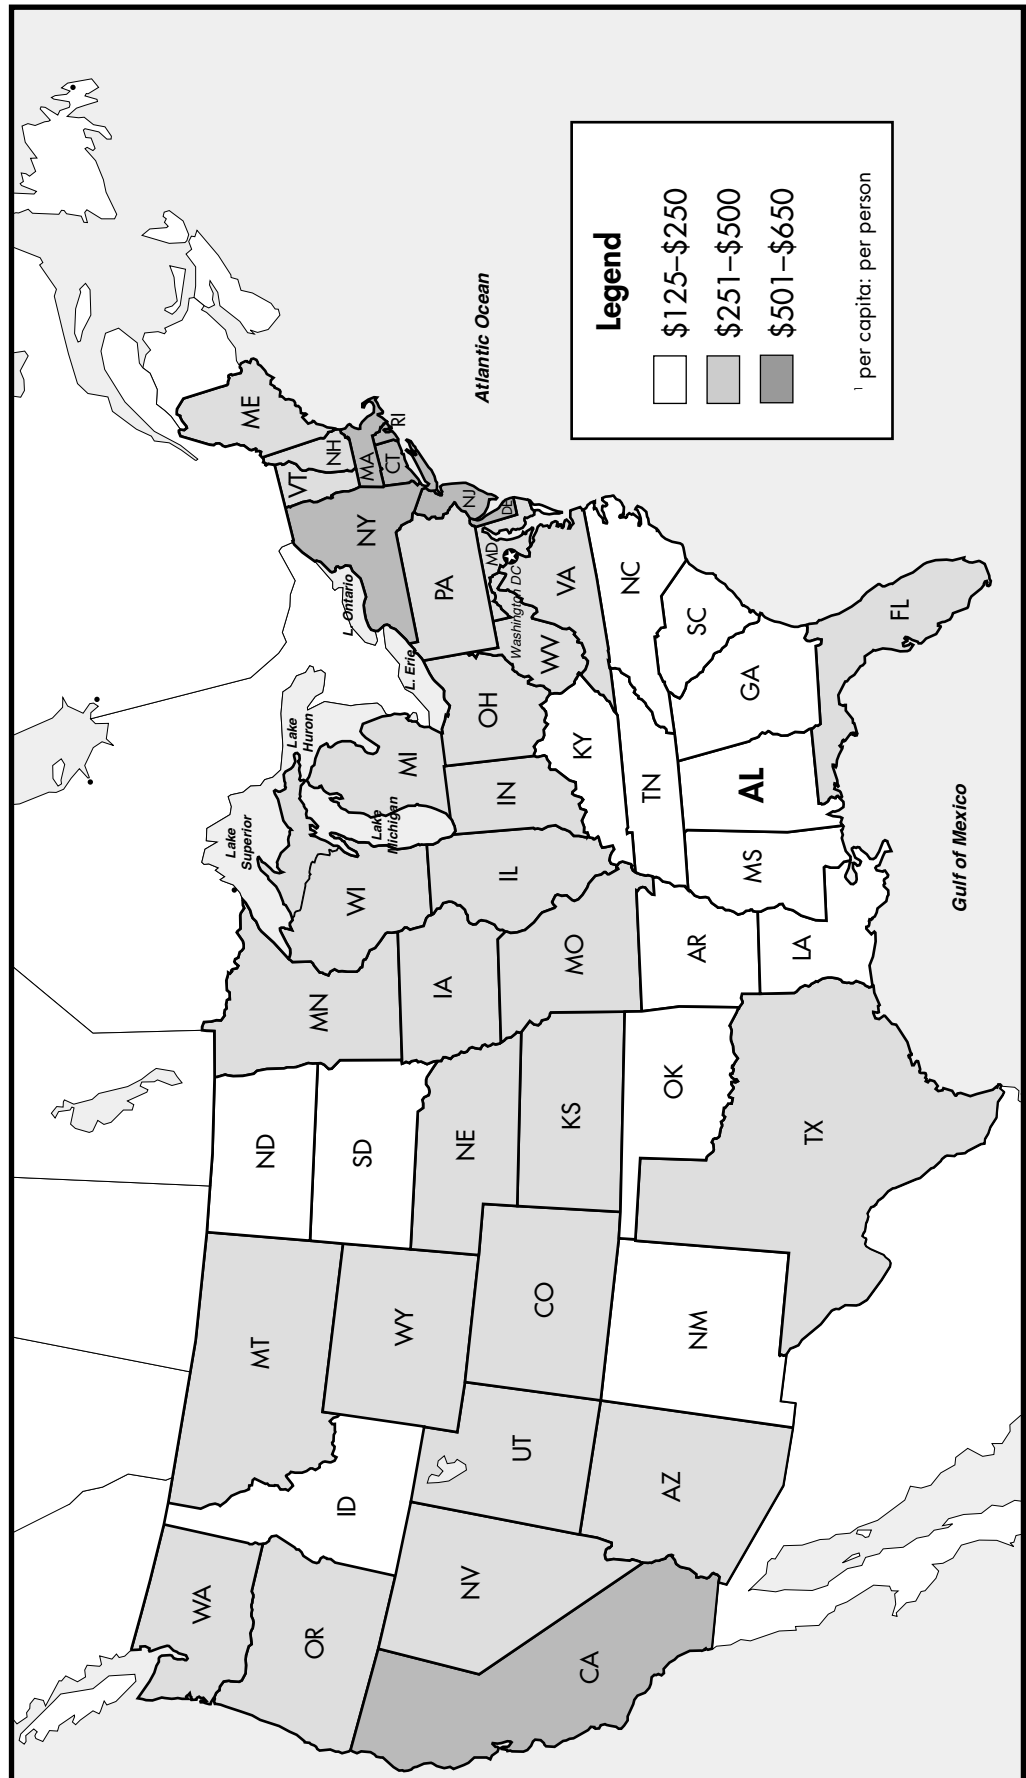 WA
OR
CA
NV
ID
MT
WY
UT
AZ
CO
NM
ND
SD
NE
KS
OK
TX
MN
IA
MO
AR
LA
WI
IL
MS
MI
IN
OH
KY
TN
AL
GA
FL
SC
NC
VA
WV
Washington DC
MD
DE
PA
NJ
NY
CT
RI
MA
VT
NH
ME
Lake
Superior
Lake
Michigan
Lake
Huron
L. Erie
L. Ontario
Atlantic Ocean
Gulf of Mexico
Legend
$125–$250
$251–$500
$501–$650
1 per capita: per person